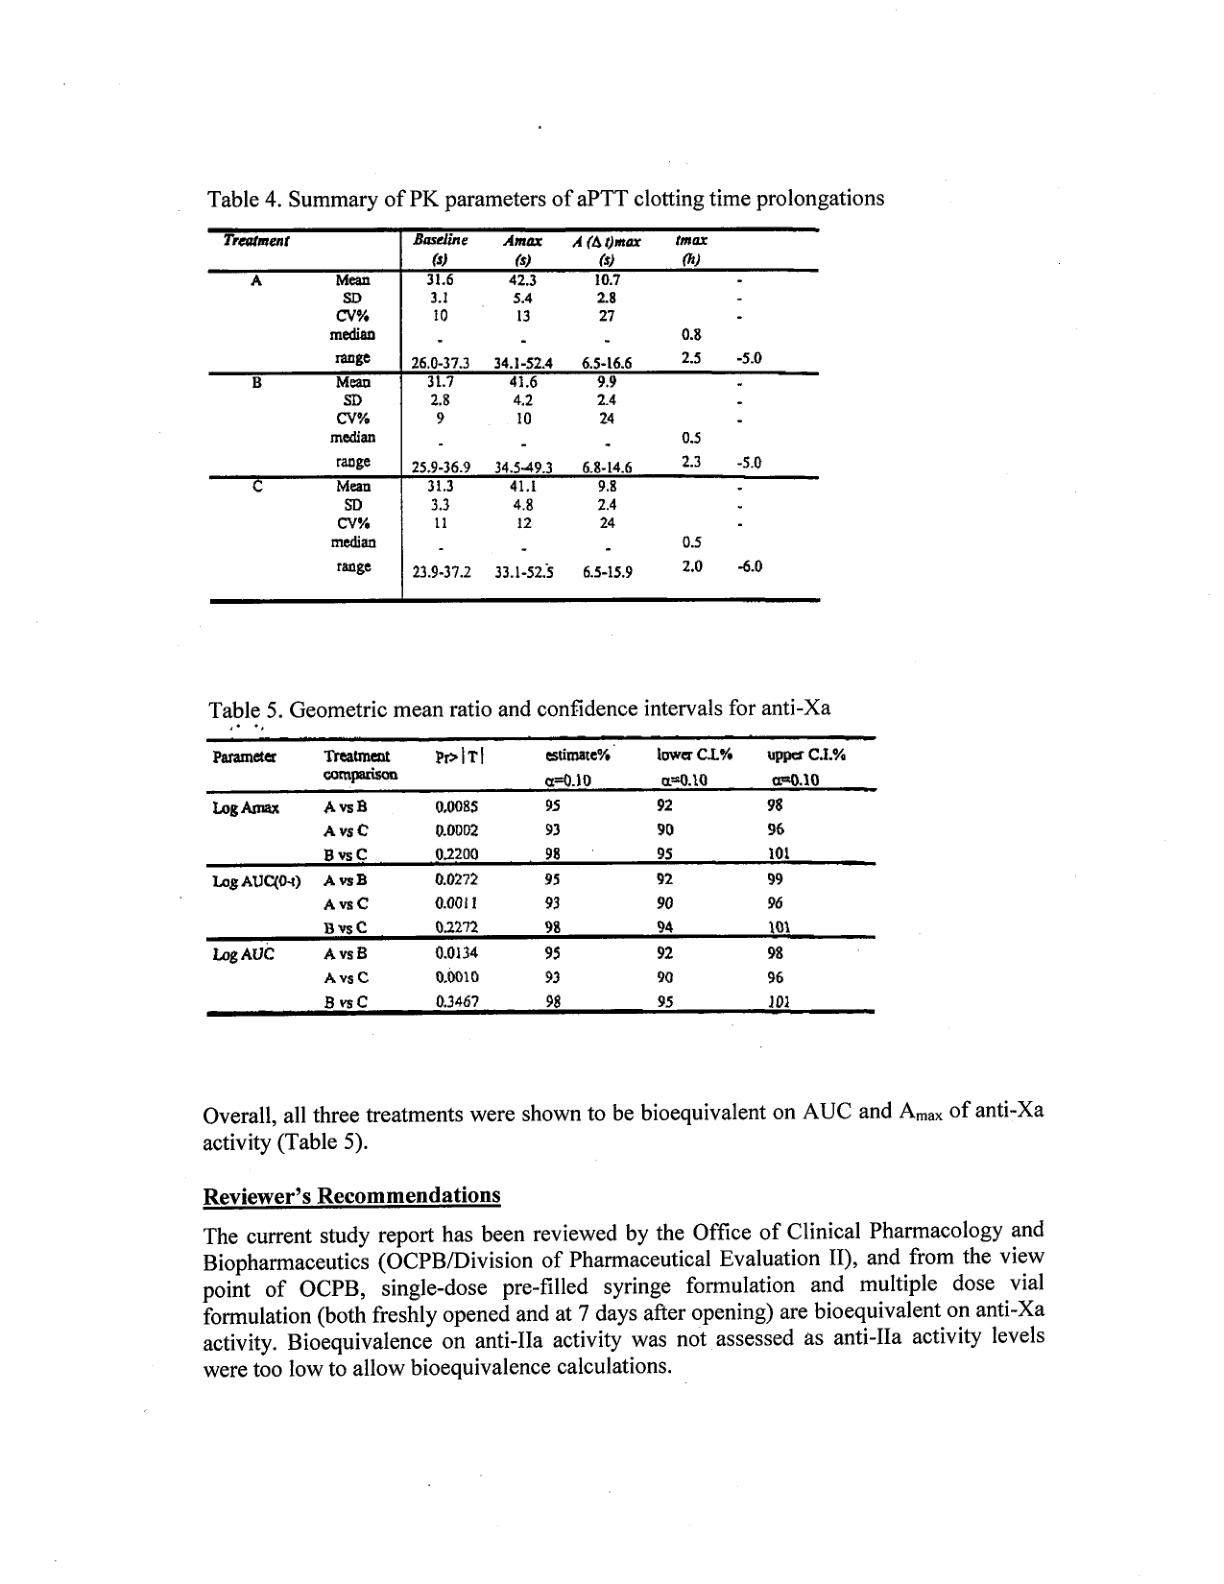 Table 4. Summary of PK parameters of aPTT clotting time prolongations
Treatment Baseline Amax A (Δ t)max tmax
(s) (s) (s) (h)
A Mean 31.6 42.3 10.7 -
SD 3.1 5.4 2.8 -
CV% 10 13 27 -
median - - - 0.8
range 26.0-37.3 34.1-52.4 6.5-16.6 2.5 -5.0
B Mean 31.7 41.6 9.9 -
SD 2.8 4.2 2.4 -
CV% 9 10 24 -
median - - - 0.5
range 25.9-36.9 34.5-49.3 6.8-14.6 2.3 -5.0
C Mean 31.3 41.1 9.8 -
SD 3.3 4.8 2.4 -
CV% 11 12 24 -
median - - - 0.5
range 23.9-37.2 33.1-52.5 6.5-15.9 2.0 -6.0
Table 5. Geometric mean ratio and confidence intervals for anti-Xa
Parameter Treatment Pr>|T| estimate% lower C.I.% upper C.I.%
comparison α=0.10 α=0.10 α=0.10
Log Amax A vs B 0.0085 95 92 98
A vs C 0.0002 93 90 96
B vs C 0.2200 98 95 101
Log AUC(0-t) A vs B 0.0272 95 92 99
A vs C 0.0011 93 90 96
B vs C 0.2272 98 94 101
Log AUC A vs B 0.0134 95 92 98
A vs C 0.0010 93 90 96
B vs C 0.3467 98 95 101
Overall, all three treatments were shown to be bioequivalent on AUC and Amax of anti-Xa
activity (Table 5).
Reviewer's Recommendations
The current study report has been reviewed by the Office of Clinical Pharmacology and
Biopharmaceutics (OCPB/Division of Pharmaceutical Evaluation II), and from the view
point of OCPB, single-dose pre-filled syringe formulation and multiple dose vial
formulation (both freshly opened and at 7 days after opening) are bioequivalent on anti-Xa
activity. Bioequivalence on anti-IIa activity was not assessed as anti-IIa activity levels
were too low to allow bioequivalence calculations.